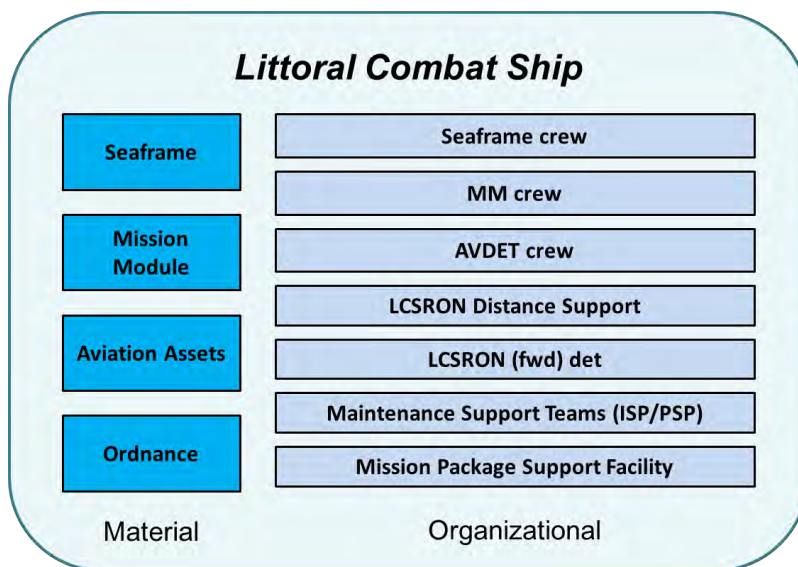 Littoral Combat Ship
Seaframe
Mission
Module
Aviation Assets
Ordnance
Material
Seaframe crew
MM crew
AVDET crew
LCSRON Distance Support
LCSRON (fwd) det
Maintenance Support Teams (ISP/PSP)
Mission Package Support Facility
Organizational